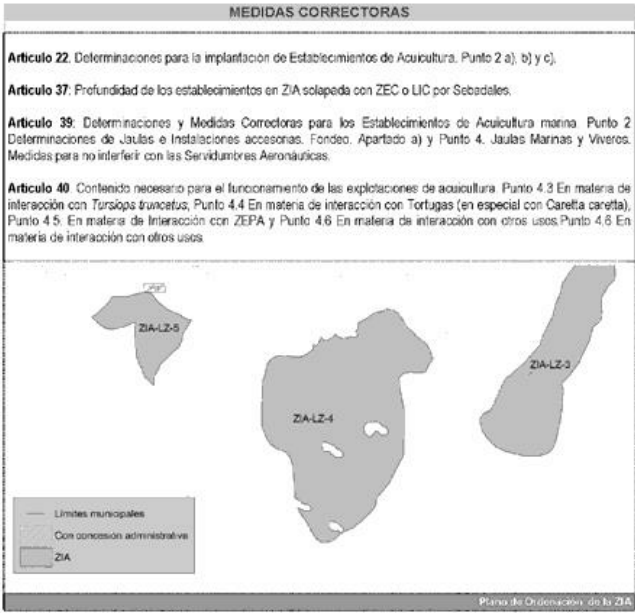 MEDIDAS CORRECTORAS
Artículo 22. Determinaciones para la implantación de Establecimientos de Acuicultura. Punto 2 a), b) y c).
Artículo 37: Profundidad de los establecimientos en ZIA solapada con ZEC o LIC por Sebadales.
Artículo 39: Determinaciones y Medidas Correctoras para los Establecimientos de Acuicultura marina. Punto 2
Determinaciones de Jaulas e Instalaciones accesorias. Fondeo. Apartado a) y Punto 4. Jaulas Marinas y Viveros.
Medidas para no interferir con las Servidumbres Aeronáuticas.
Artículo 40. Contenido necesario para el funcionamiento de las explotaciones de acuicultura. Punto 4.3 En materia de
interacción con Tursiops truncatus, Punto 4.4 En materia de interacción con Tortugas (en especial con Caretta caretta),
Punto 4.5. En materia de Interacción con ZEPA y Punto 4.6 En materia de interacción con otros usos.Punto 4.6 En
materia de interacción con otros usos
ZIA-LZ-5
ZIA-LZ-3
ZIA-LZ-4
Límites municipales
Con concesión administrativa
ZIA
Plano de Ordenación de la ZIA